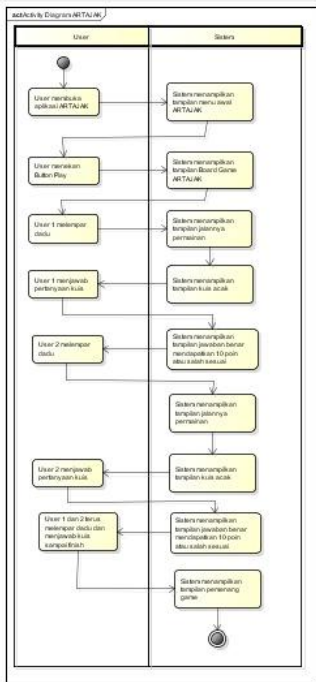 act Activity Diagram ARTAJAK
User
Sistem
User membuka
aplikasi ARTAJAK
Sistem menampilkan
tampilan menu awal
ARTAJAK
User menekan
Button Play
Sistem menampilkan
tampilan Board Game
ARTAJAK
User 1 melempar
dadu
Sistem menampilkan
tampilan jalannya
permainan
User 1 menjawab
pertanyaan kuis
Sistem menampilkan
tampilan kuis acak
User 2 melempar
dadu
Sistem menampilkan
tampilan jawaban benar
mendapatkan 10 poin
atau salah sesuai
Sistem menampilkan
tampilan jalannya
permainan
User 2 menjawab
pertanyaan kuis
Sistem menampilkan
tampilan kuis acak
User 1 dan 2 terus
melempar dadu dan
menjawab kuis
sampai finish
Sistem menampilkan
tampilan jawaban benar
mendapatkan 10 poin
atau salah sesuai
Sistem menampilkan
tampilan pemenang
game